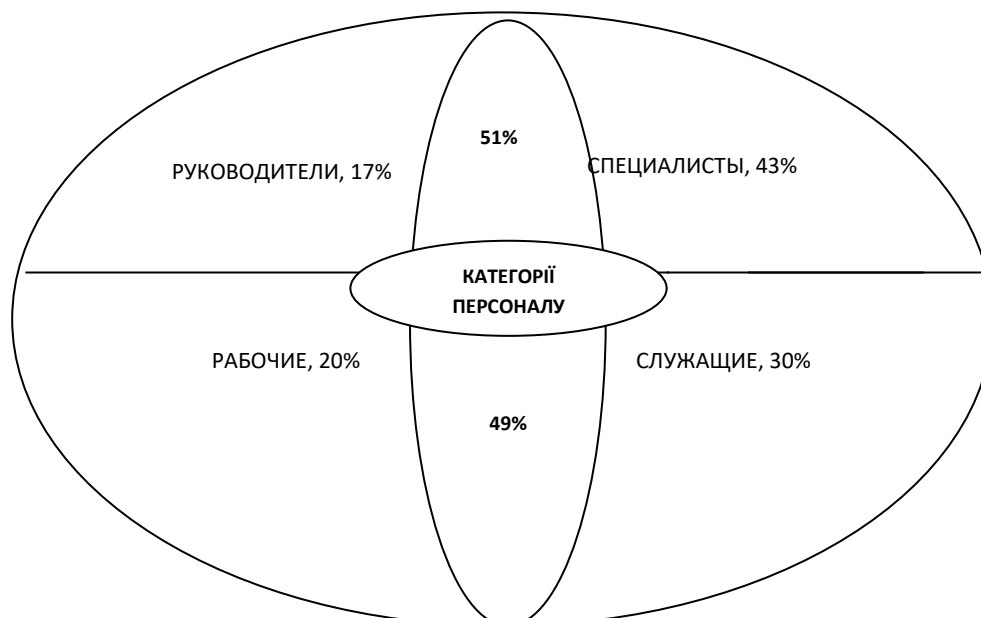 51%
РУКОВОДИТЕЛИ, 17%
СПЕЦИАЛИСТЫ, 43%
КАТЕГОРІЇ
ПЕРСОНАЛУ
РАБОЧИЕ, 20%
СЛУЖАЩИЕ, 30%
49%